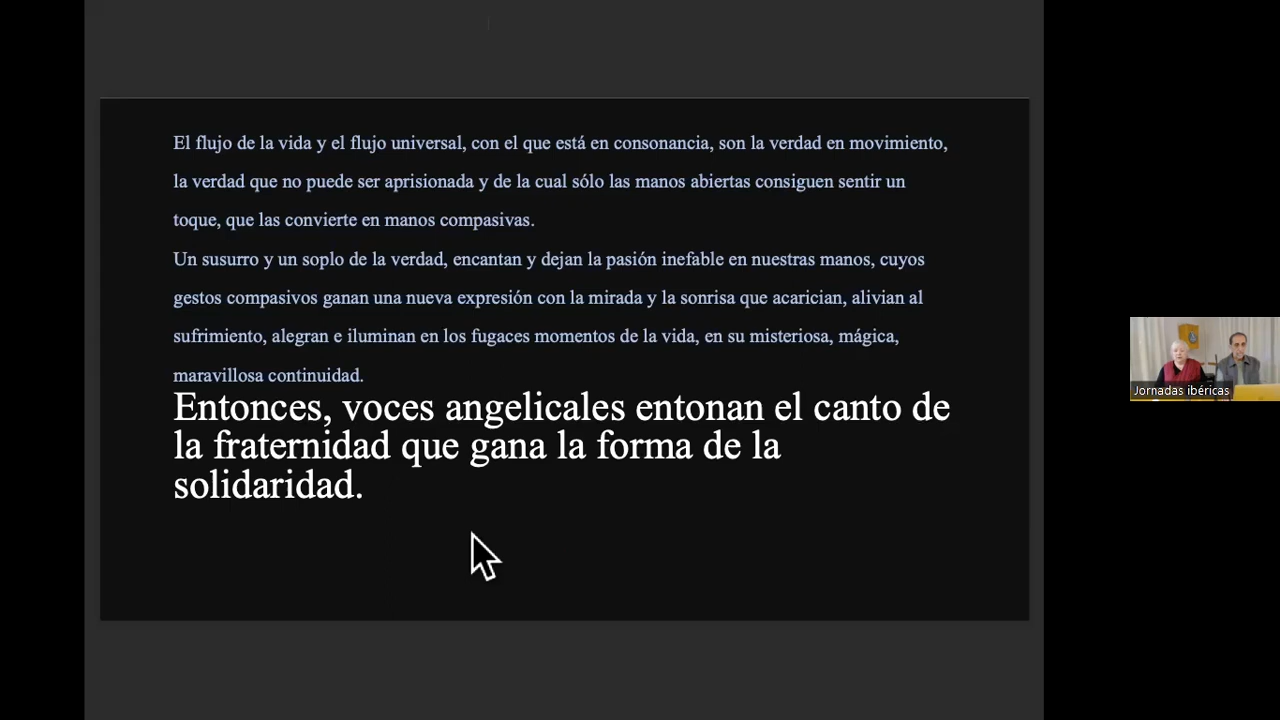 El flujo de la vida y el flujo universal, con el que está en consonancia, son la verdad en movimiento,
la verdad que no puede ser aprisionada y de la cual sólo las manos abiertas consiguen sentir un
toque, que las convierte en manos compasivas.
Un susurro y un soplo de la verdad, encantan y dejan la pasión inefable en nuestras manos, cuyos
gestos compasivos ganan una nueva expresión con la mirada y la sonrisa que acarician, alivian al
sufrimiento, alegran e iluminan en los fugaces momentos de la vida, en su misteriosa, mágica,
maravillosa continuidad.
Entonces, voces angelicales entonan el canto de
la fraternidad que gana la forma de la
solidaridad.
Jornadas ibéricas